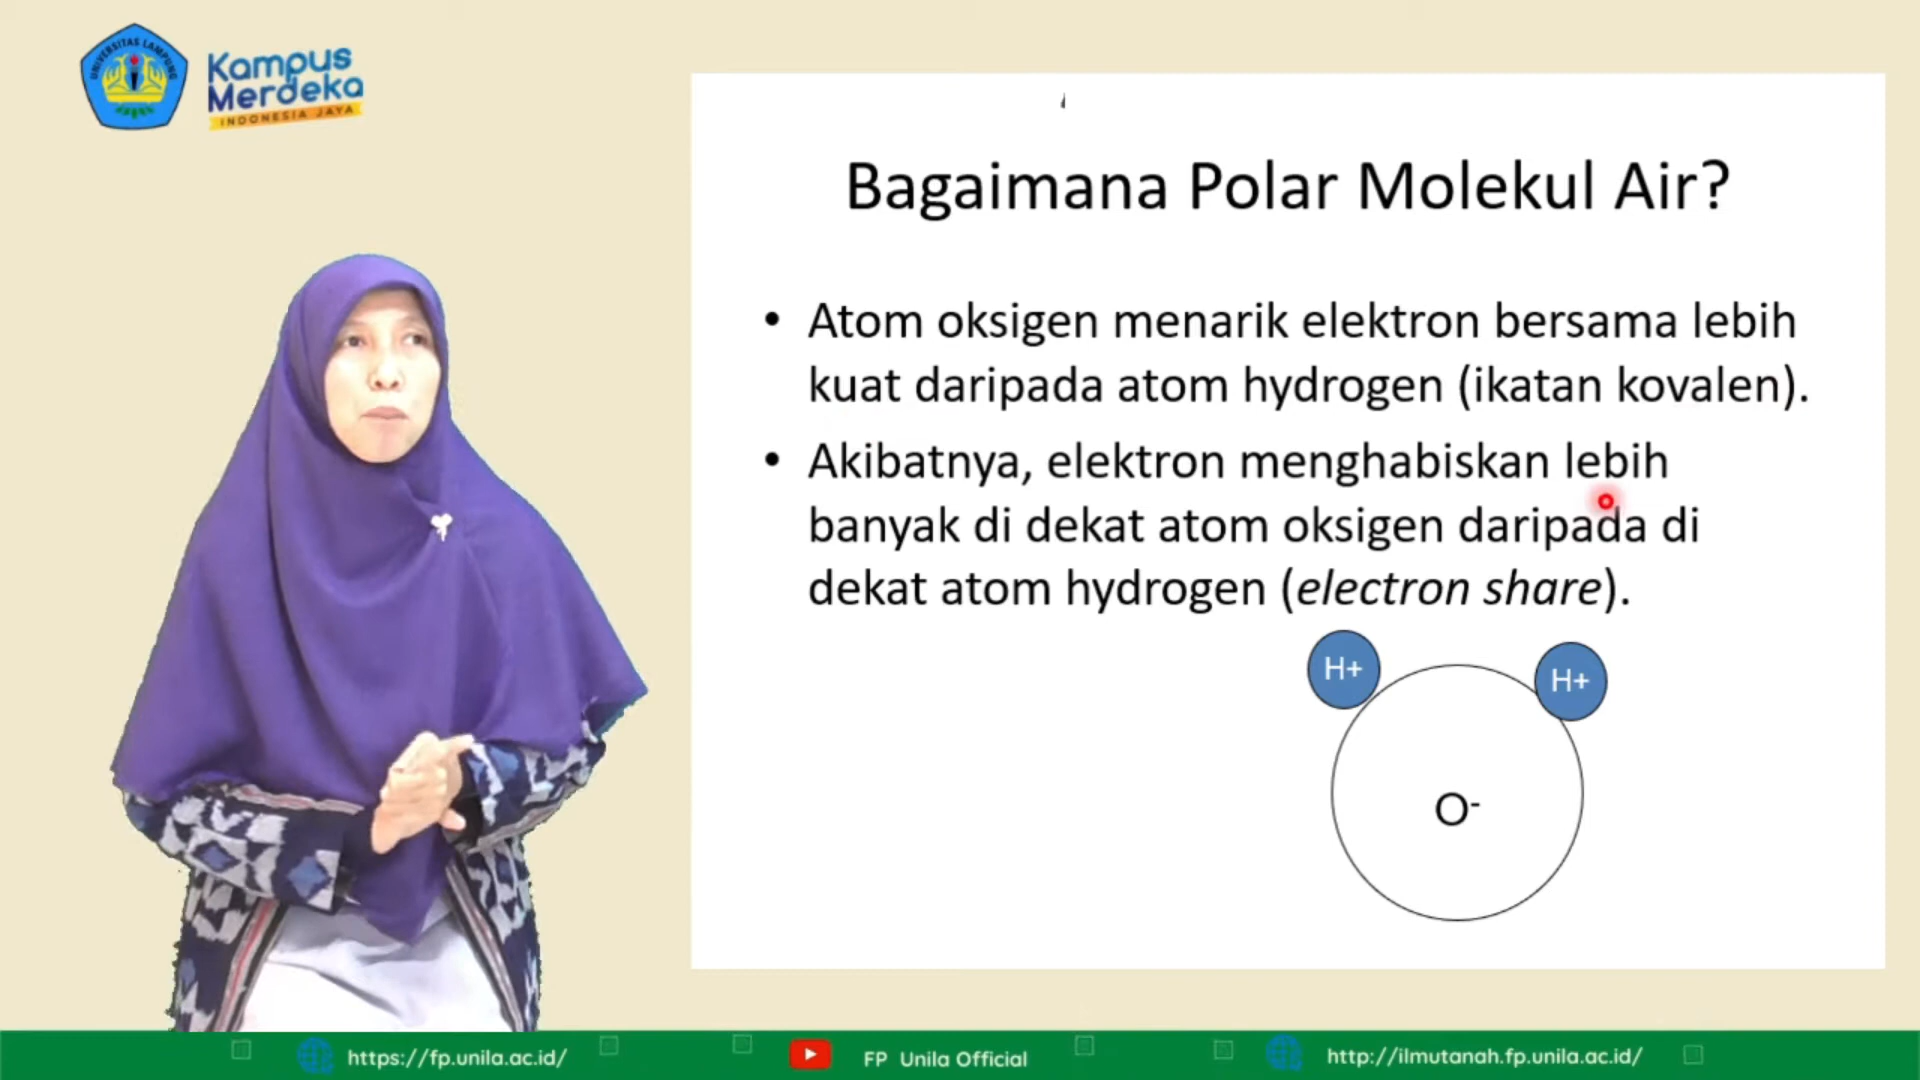 UNIVERSITAS LAMPUNG
Kampus
Merdeka
INDONESIA JAYA
Bagaimana Polar Molekul Air?
• Atom oksigen menarik elektron bersama lebih
kuat daripada atom hydrogen (ikatan kovalen).
• Akibatnya, elektron menghabiskan lebih
banyak di dekat atom oksigen daripada di
dekat atom hydrogen (electron share).
H+
H+
O-
https://fp.unila.ac.id/
FP Unila Official
http://ilmutanah.fp.unila.ac.id/